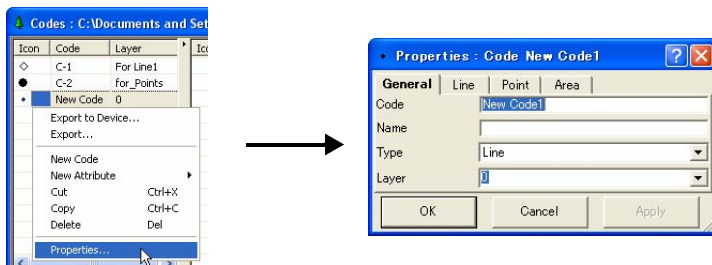 Codes : C:\Documents and Set
Icon Code Layer Ico
C-1 For Line1
C-2 for_Points
New Code 0
Export to Device...
Export...
New Code
New Attribute
Cut Ctrl+X
Copy Ctrl+C
Delete Del
Properties...
Properties : Code New Code1
General Line Point Area
Code New Code1
Name
Type Line
Layer 0
OK Cancel Apply